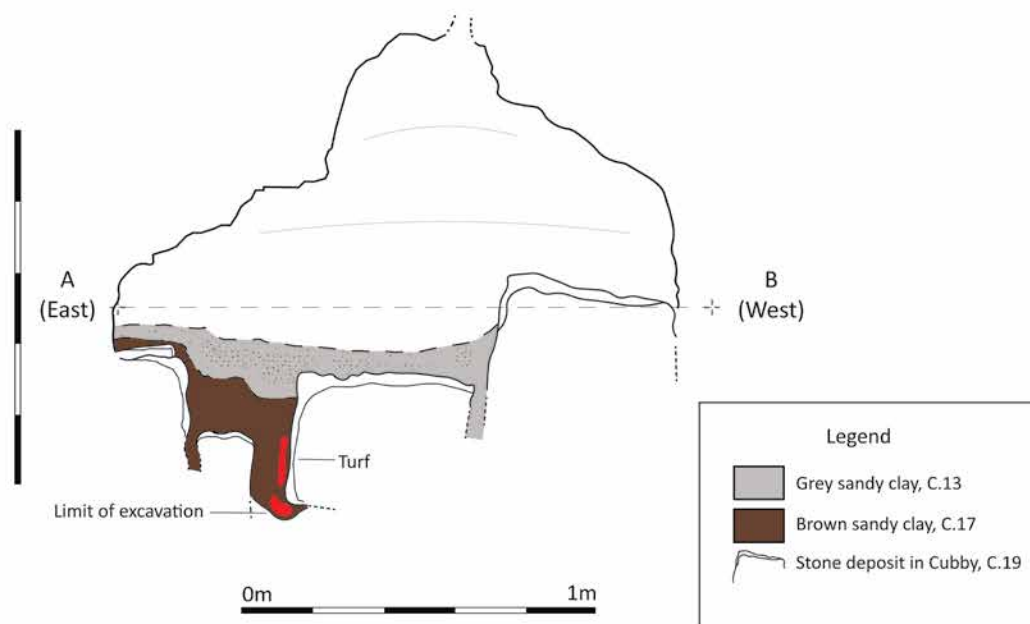 A
(East)
B
(West)
Turf
Limit of excavation
0m
1m
Legend
Grey sandy clay, C.13
Brown sandy clay, C.17
Stone deposit in Cubby, C.19